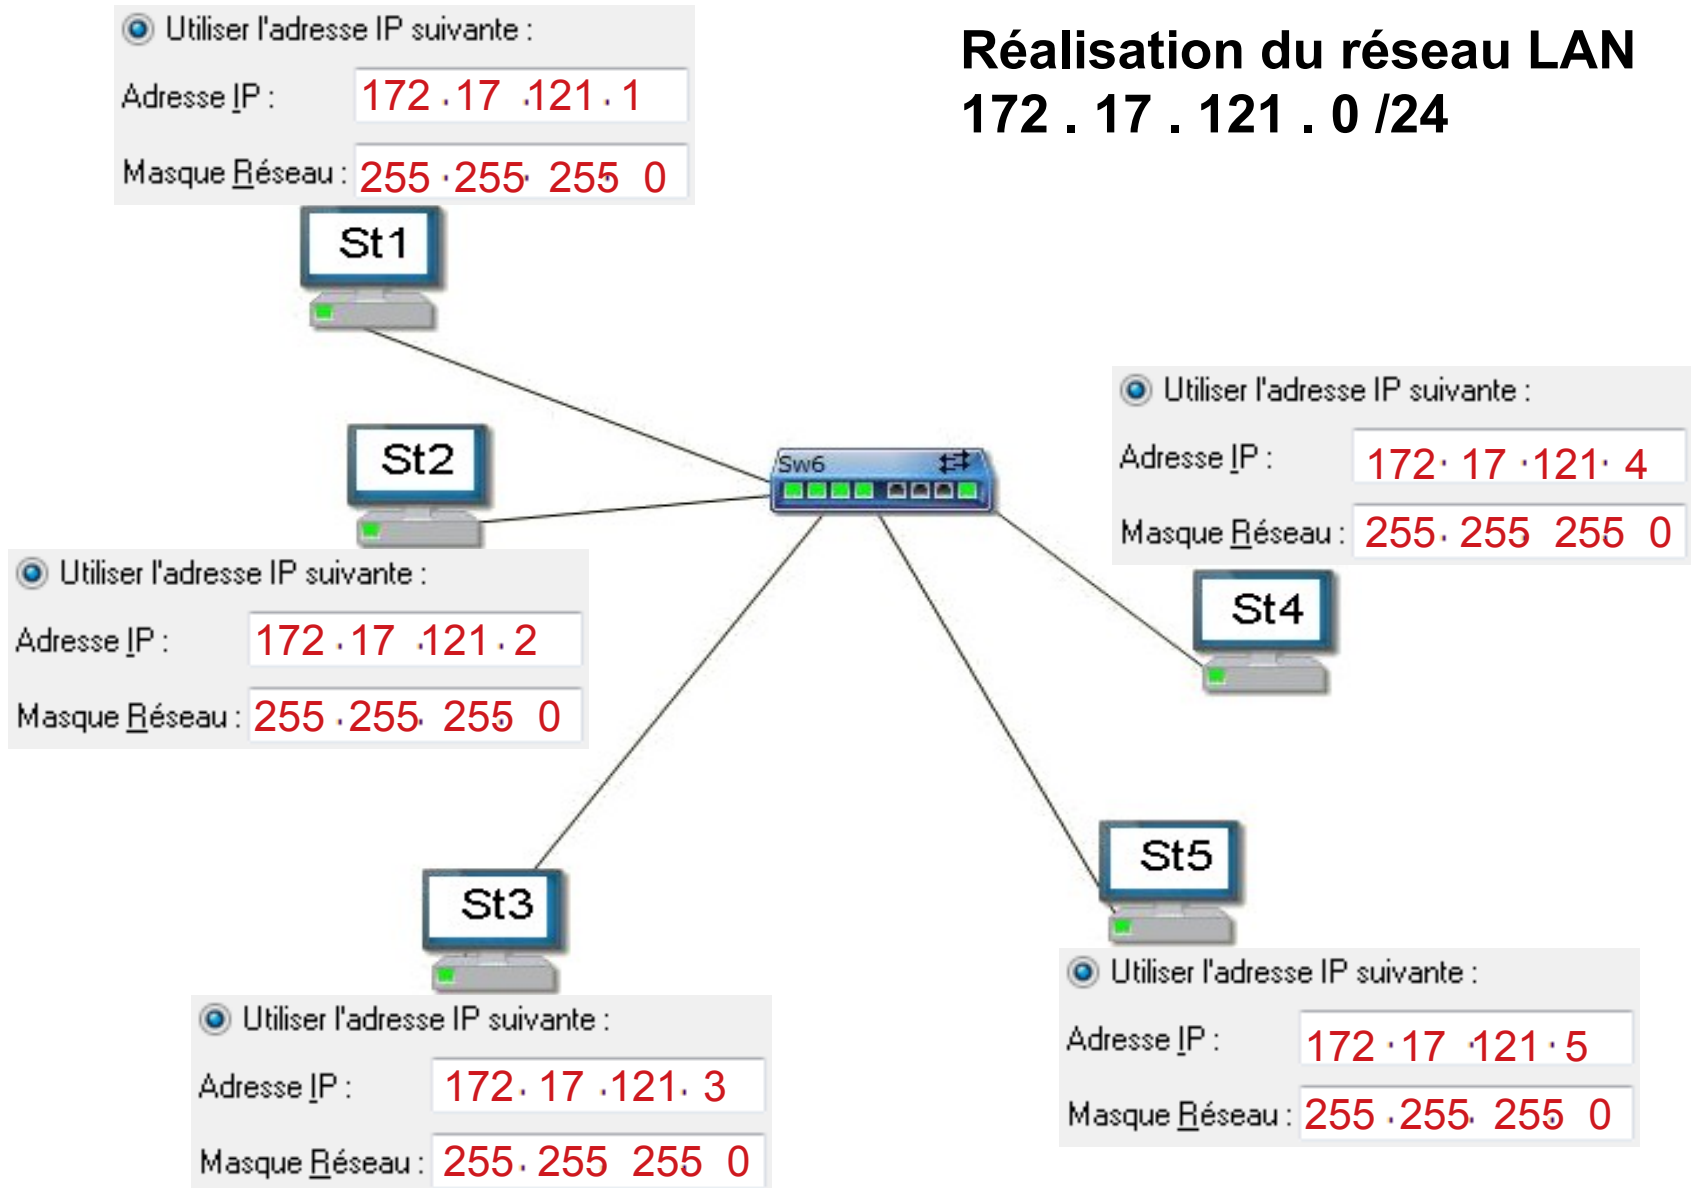 Réalisation du réseau LAN
172 . 17 . 121 . 0 /24
Utiliser l'adresse IP suivante :
Adresse IP : 172 . 17 . 121 . 1
Masque Réseau : 255 . 255 . 255 . 0
St1
St2
Utiliser l'adresse IP suivante :
Adresse IP : 172 . 17 . 121 . 2
Masque Réseau : 255 . 255 . 255 . 0
Sw6
Utiliser l'adresse IP suivante :
Adresse IP : 172 . 17 . 121 . 4
Masque Réseau : 255 . 255 . 255 . 0
St4
St3
Utiliser l'adresse IP suivante :
Adresse IP : 172 . 17 . 121 . 3
Masque Réseau : 255 . 255 . 255 . 0
St5
Utiliser l'adresse IP suivante :
Adresse IP : 172 . 17 . 121 . 5
Masque Réseau : 255 . 255 . 255 . 0